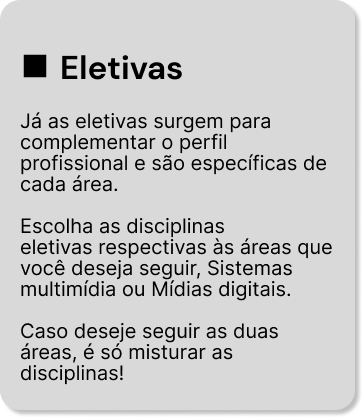 Eletivas
Já as eletivas surgem para
complementar o perfil
profissional e são específicas de
cada área.
Escolha as disciplinas
eletivas respectivas às áreas que
você deseja seguir, Sistemas
multimídia ou Mídias digitais.
Caso deseje seguir as duas
áreas, é só misturar as
disciplinas!